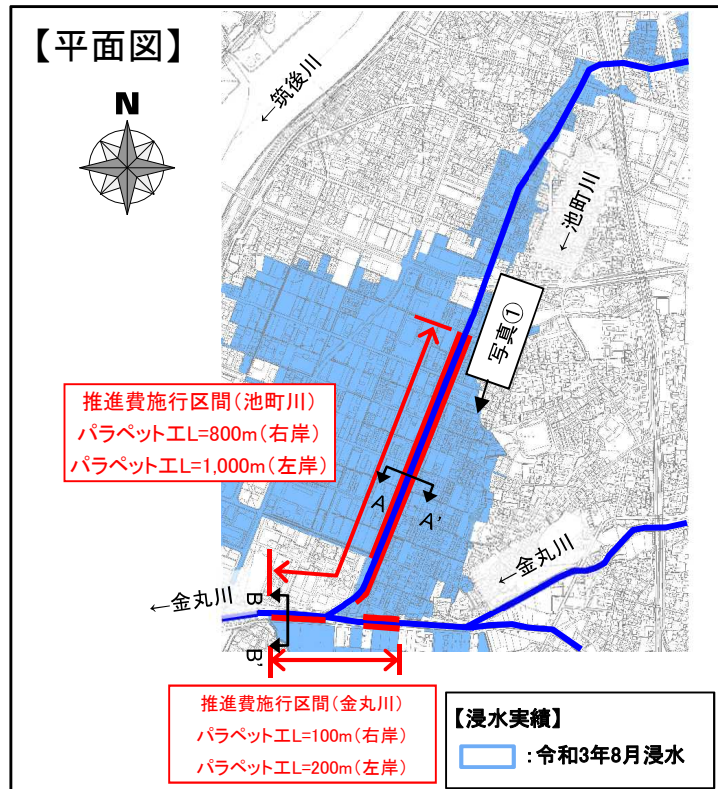 【平面図】
N
←筑後川
←池町川
写真①
推進費施行区間(池町川)
パラペット工L=800m(右岸)
パラペット工L=1,000m(左岸)
A
A'
←金丸川
←金丸川
B
B'
推進費施行区間(金丸川)
パラペット工L=100m(右岸)
パラペット工L=200m(左岸)
【浸水実績】
:令和3年8月浸水